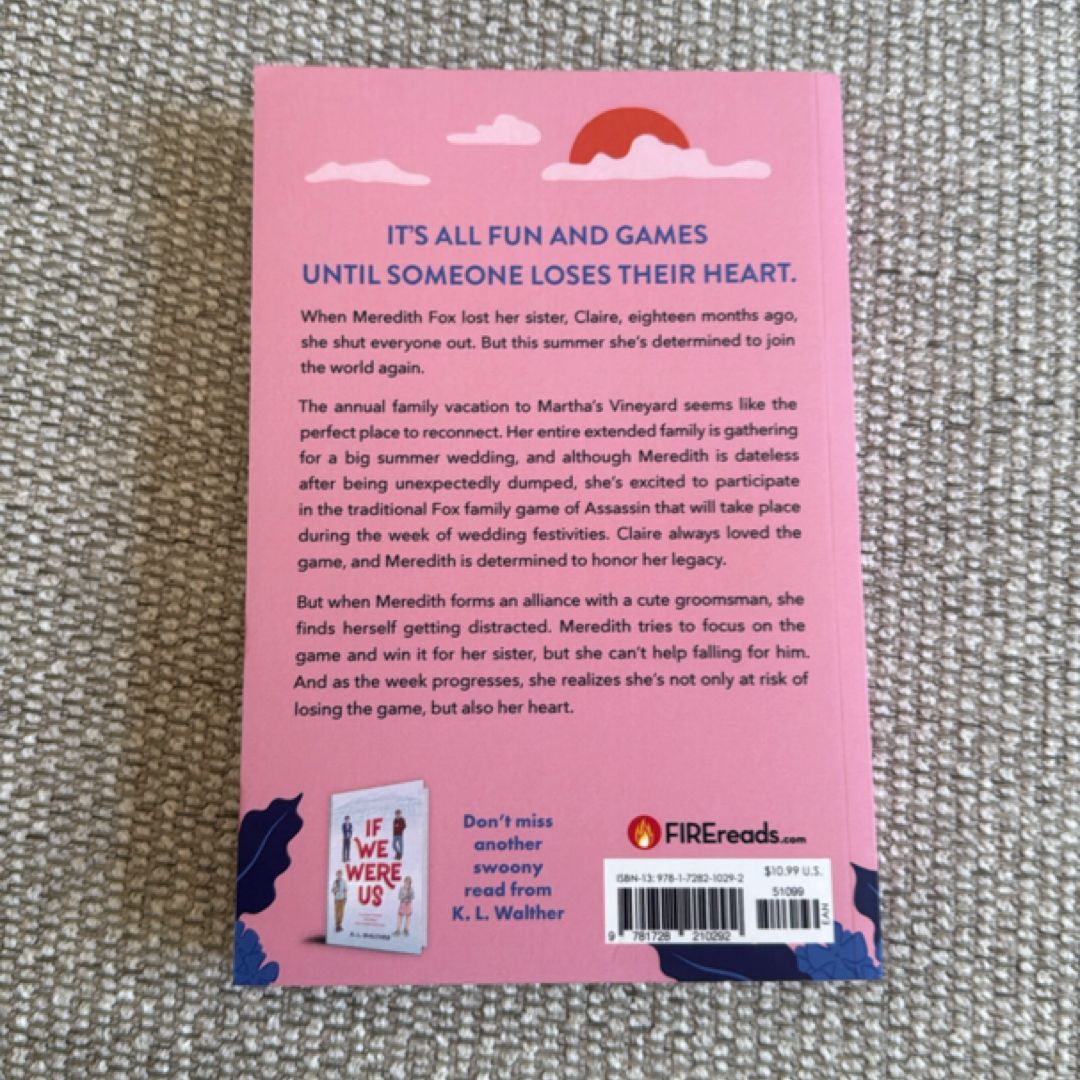 IT'S ALL FUN AND GAMES
UNTIL SOMEONE LOSES THEIR HEART.
When Meredith Fox lost her sister, Claire, eighteen months ago,
she shut everyone out. But this summer she's determined to join
the world again.
The annual family vacation to Martha's Vineyard seems like the
perfect place to reconnect. Her entire extended family is gathering
for a big summer wedding, and although Meredith is dateless
after being unexpectedly dumped, she's excited to participate
in the traditional Fox family game of Assassin that will take place
during the week of wedding festivities. Claire always loved the
game, and Meredith is determined to honor her legacy.
But when Meredith forms an alliance with a cute groomsman, she
finds herself getting distracted. Meredith tries to focus on the
game and win it for her sister, but she can't help falling for him.
And as the week progresses, she realizes she's not only at risk of
losing the game, but also her heart.
IF
WE
WERE
US
K. L. WALTHER
Don't miss
another
swoony
read from
K. L. Walther
FIREreads.com
ISBN-13: 978-1-7282-1029-2
$10.99 U.S.
51099
EAN
9 781728 210292